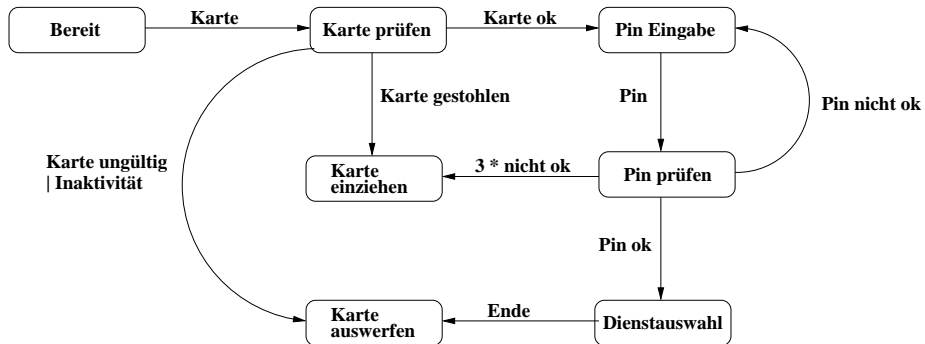 Bereit
Karte
Karte prüfen
Karte ok
Pin Eingabe
Karte gestohlen
Pin
Pin nicht ok
Karte ungültig
| Inaktivität
Karte
einziehen
3 * nicht ok
Pin prüfen
Pin ok
Karte
auswerfen
Ende
Dienstauswahl